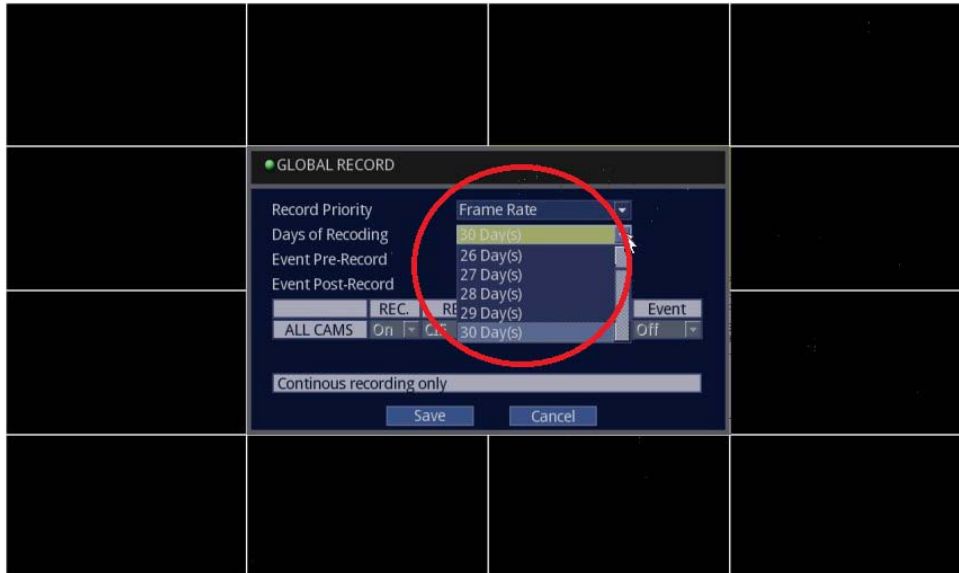 GLOBAL RECORD
Record Priority Frame Rate
Days of Recoding 30 Day(s)
Event Pre-Record 26 Day(s)
27 Day(s)
Event Post-Record 28 Day(s)
29 Day(s)
REC. RE Event
ALL CAMS On CIF 30 Day(s) Off
Continous recording only
Save Cancel